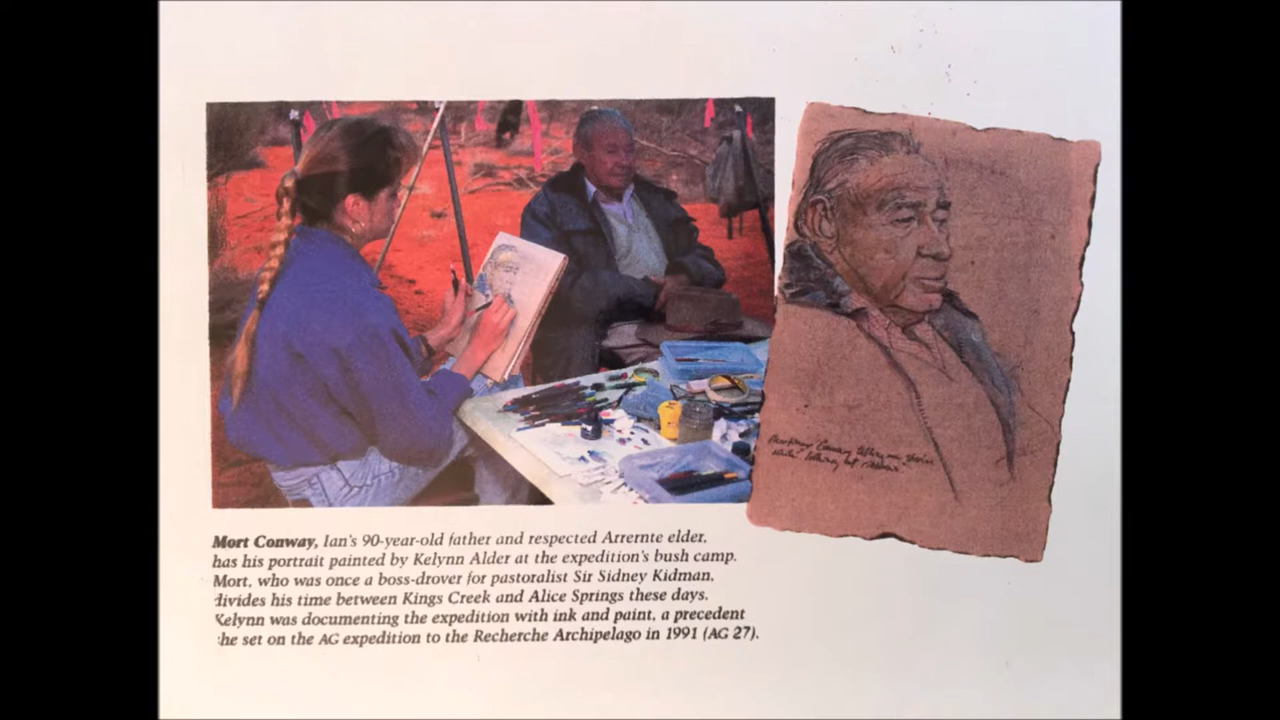 Mort Conway, Ian's 90-year-old father and respected Arrernte elder,
has his portrait painted by Kelynn Alder at the expedition's bush camp.
Mort, who was once a boss-drover for pastoralist Sir Sidney Kidman,
divides his time between Kings Creek and Alice Springs these days.
Kelynn was documenting the expedition with ink and paint, a precedent
she set on the AG expedition to the Recherche Archipelago in 1991 (AG 27).
Conway